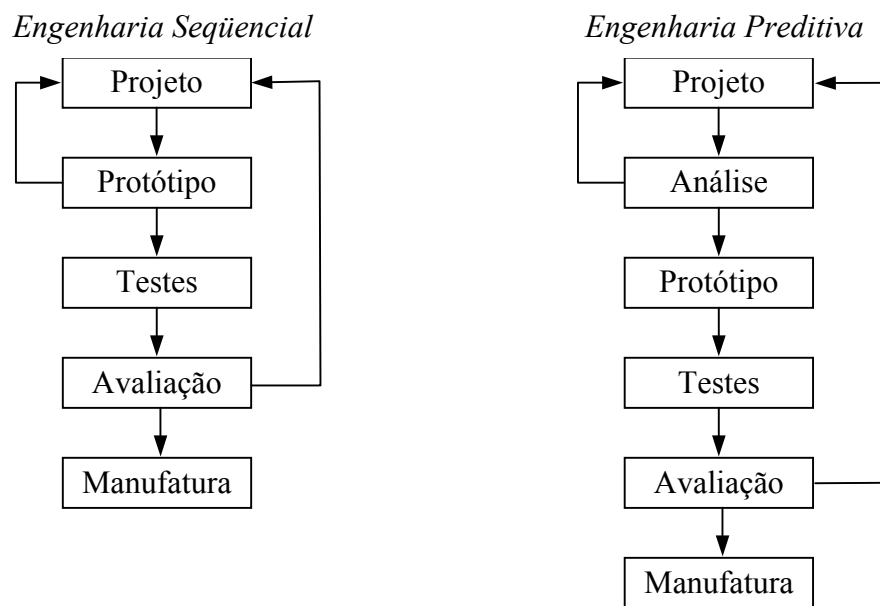 Engenharia Seqüencial
Projeto
Protótipo
Testes
Avaliação
Manufatura
Engenharia Preditiva
Projeto
Análise
Protótipo
Testes
Avaliação
Manufatura